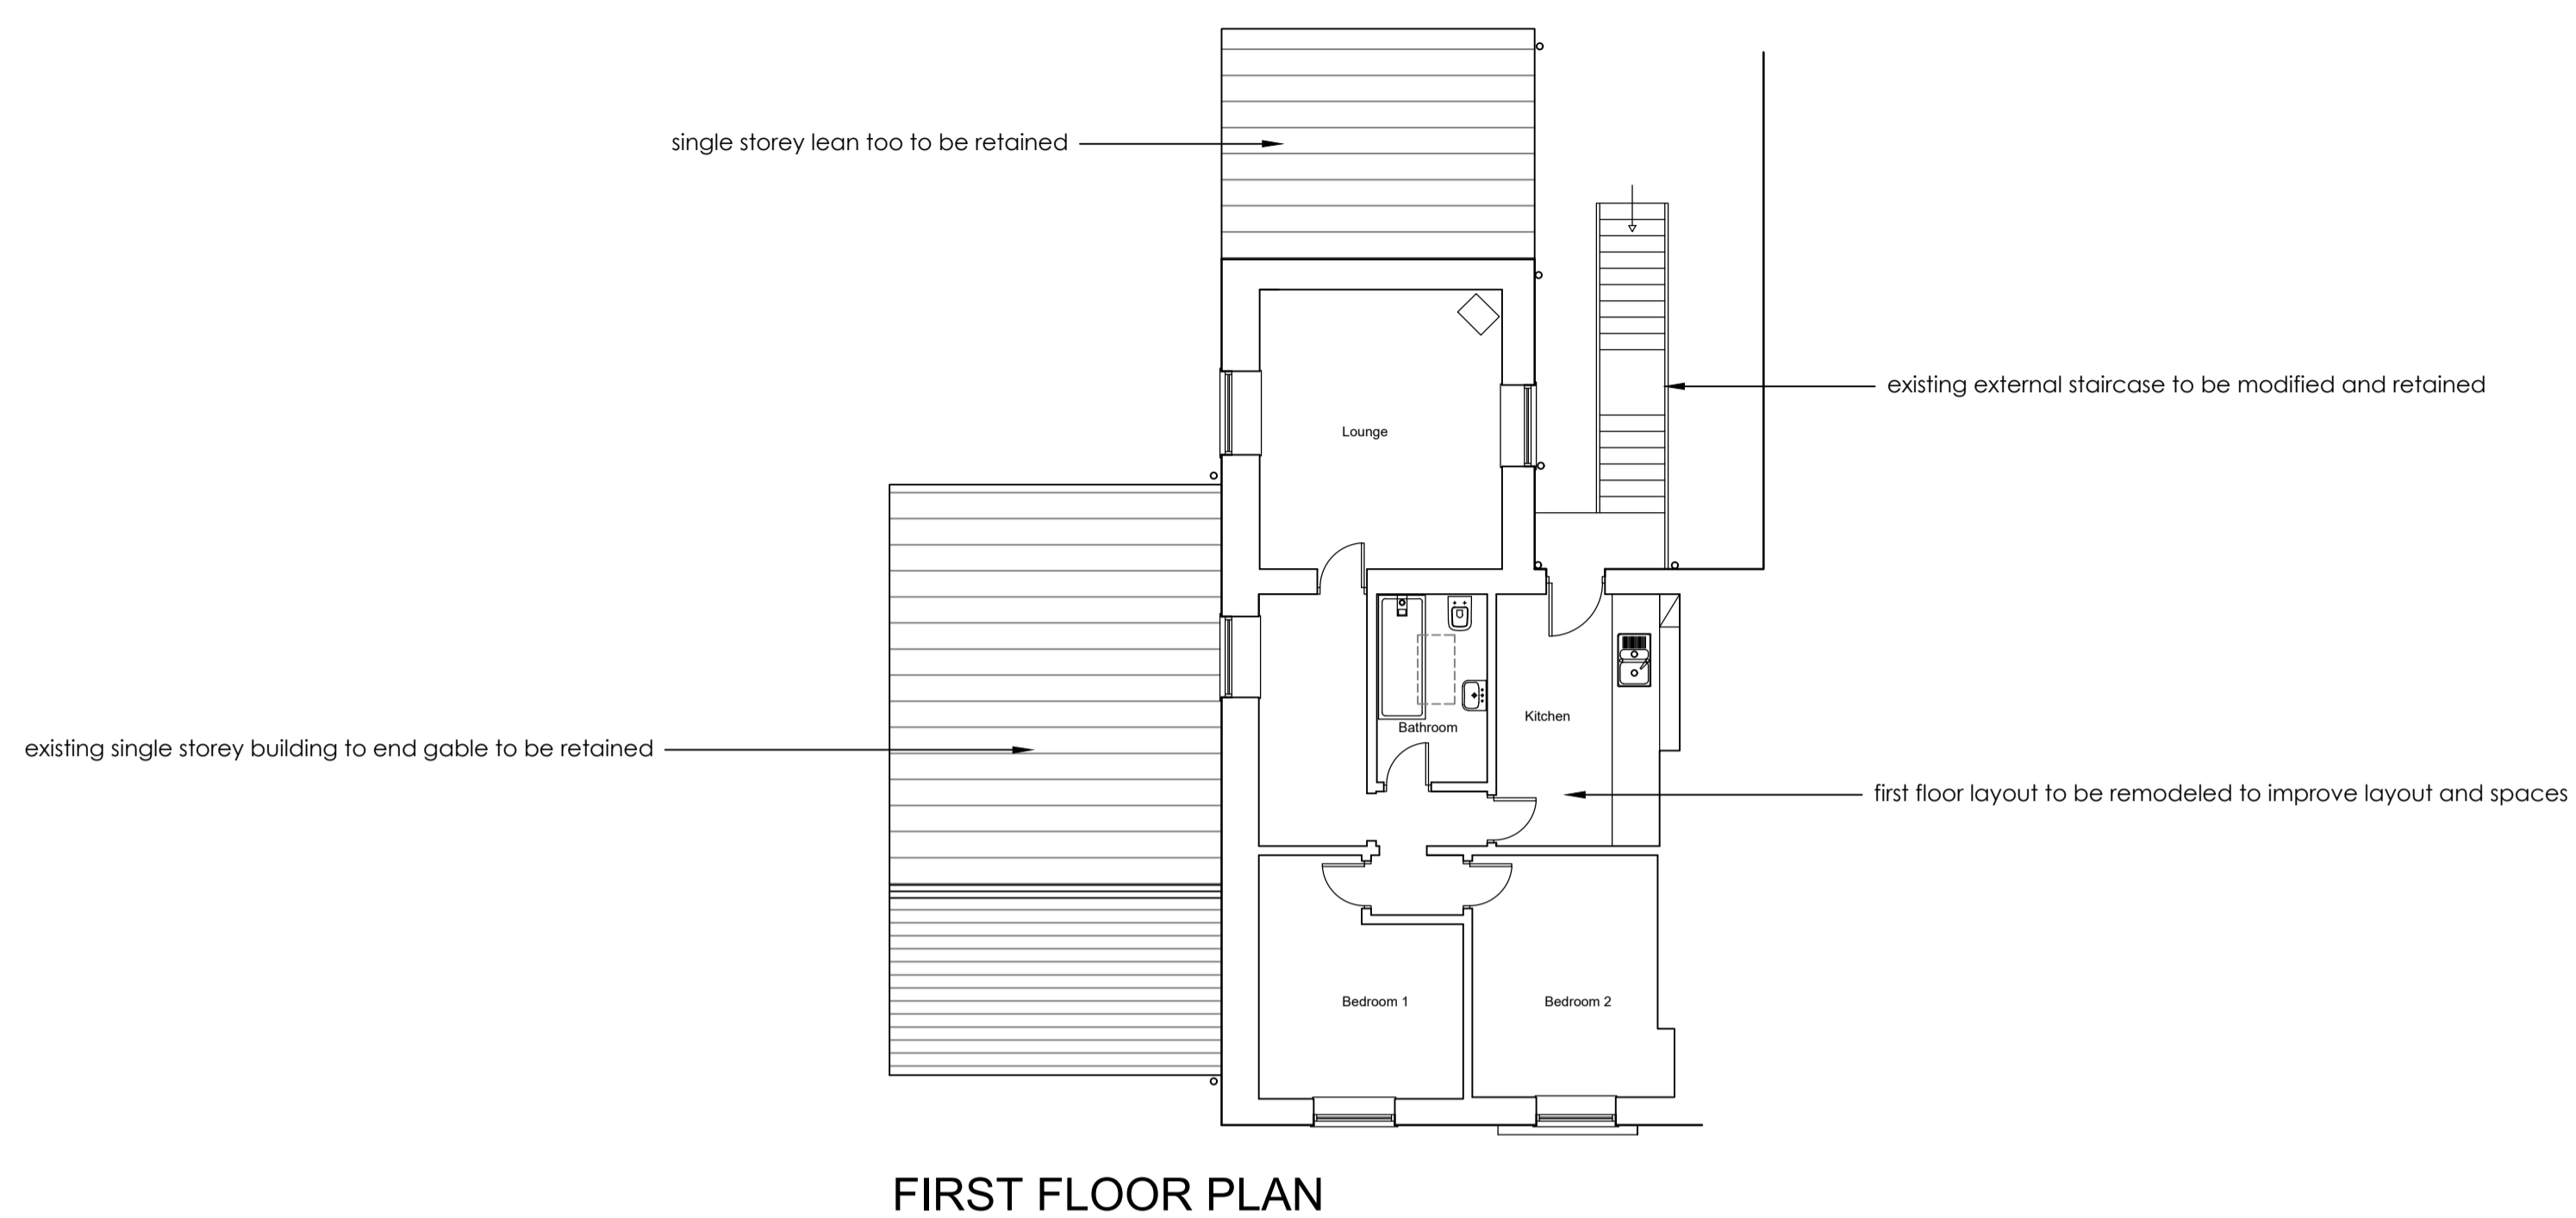 single storey lean too to be retained
existing external staircase to be modified and retained
Lounge
Kitchen
Bathroom
existing single storey building to end gable to be retained
first floor layout to be remodeled to improve layout and spaces
Bedroom 1
Bedroom 2
FIRST FLOOR PLAN